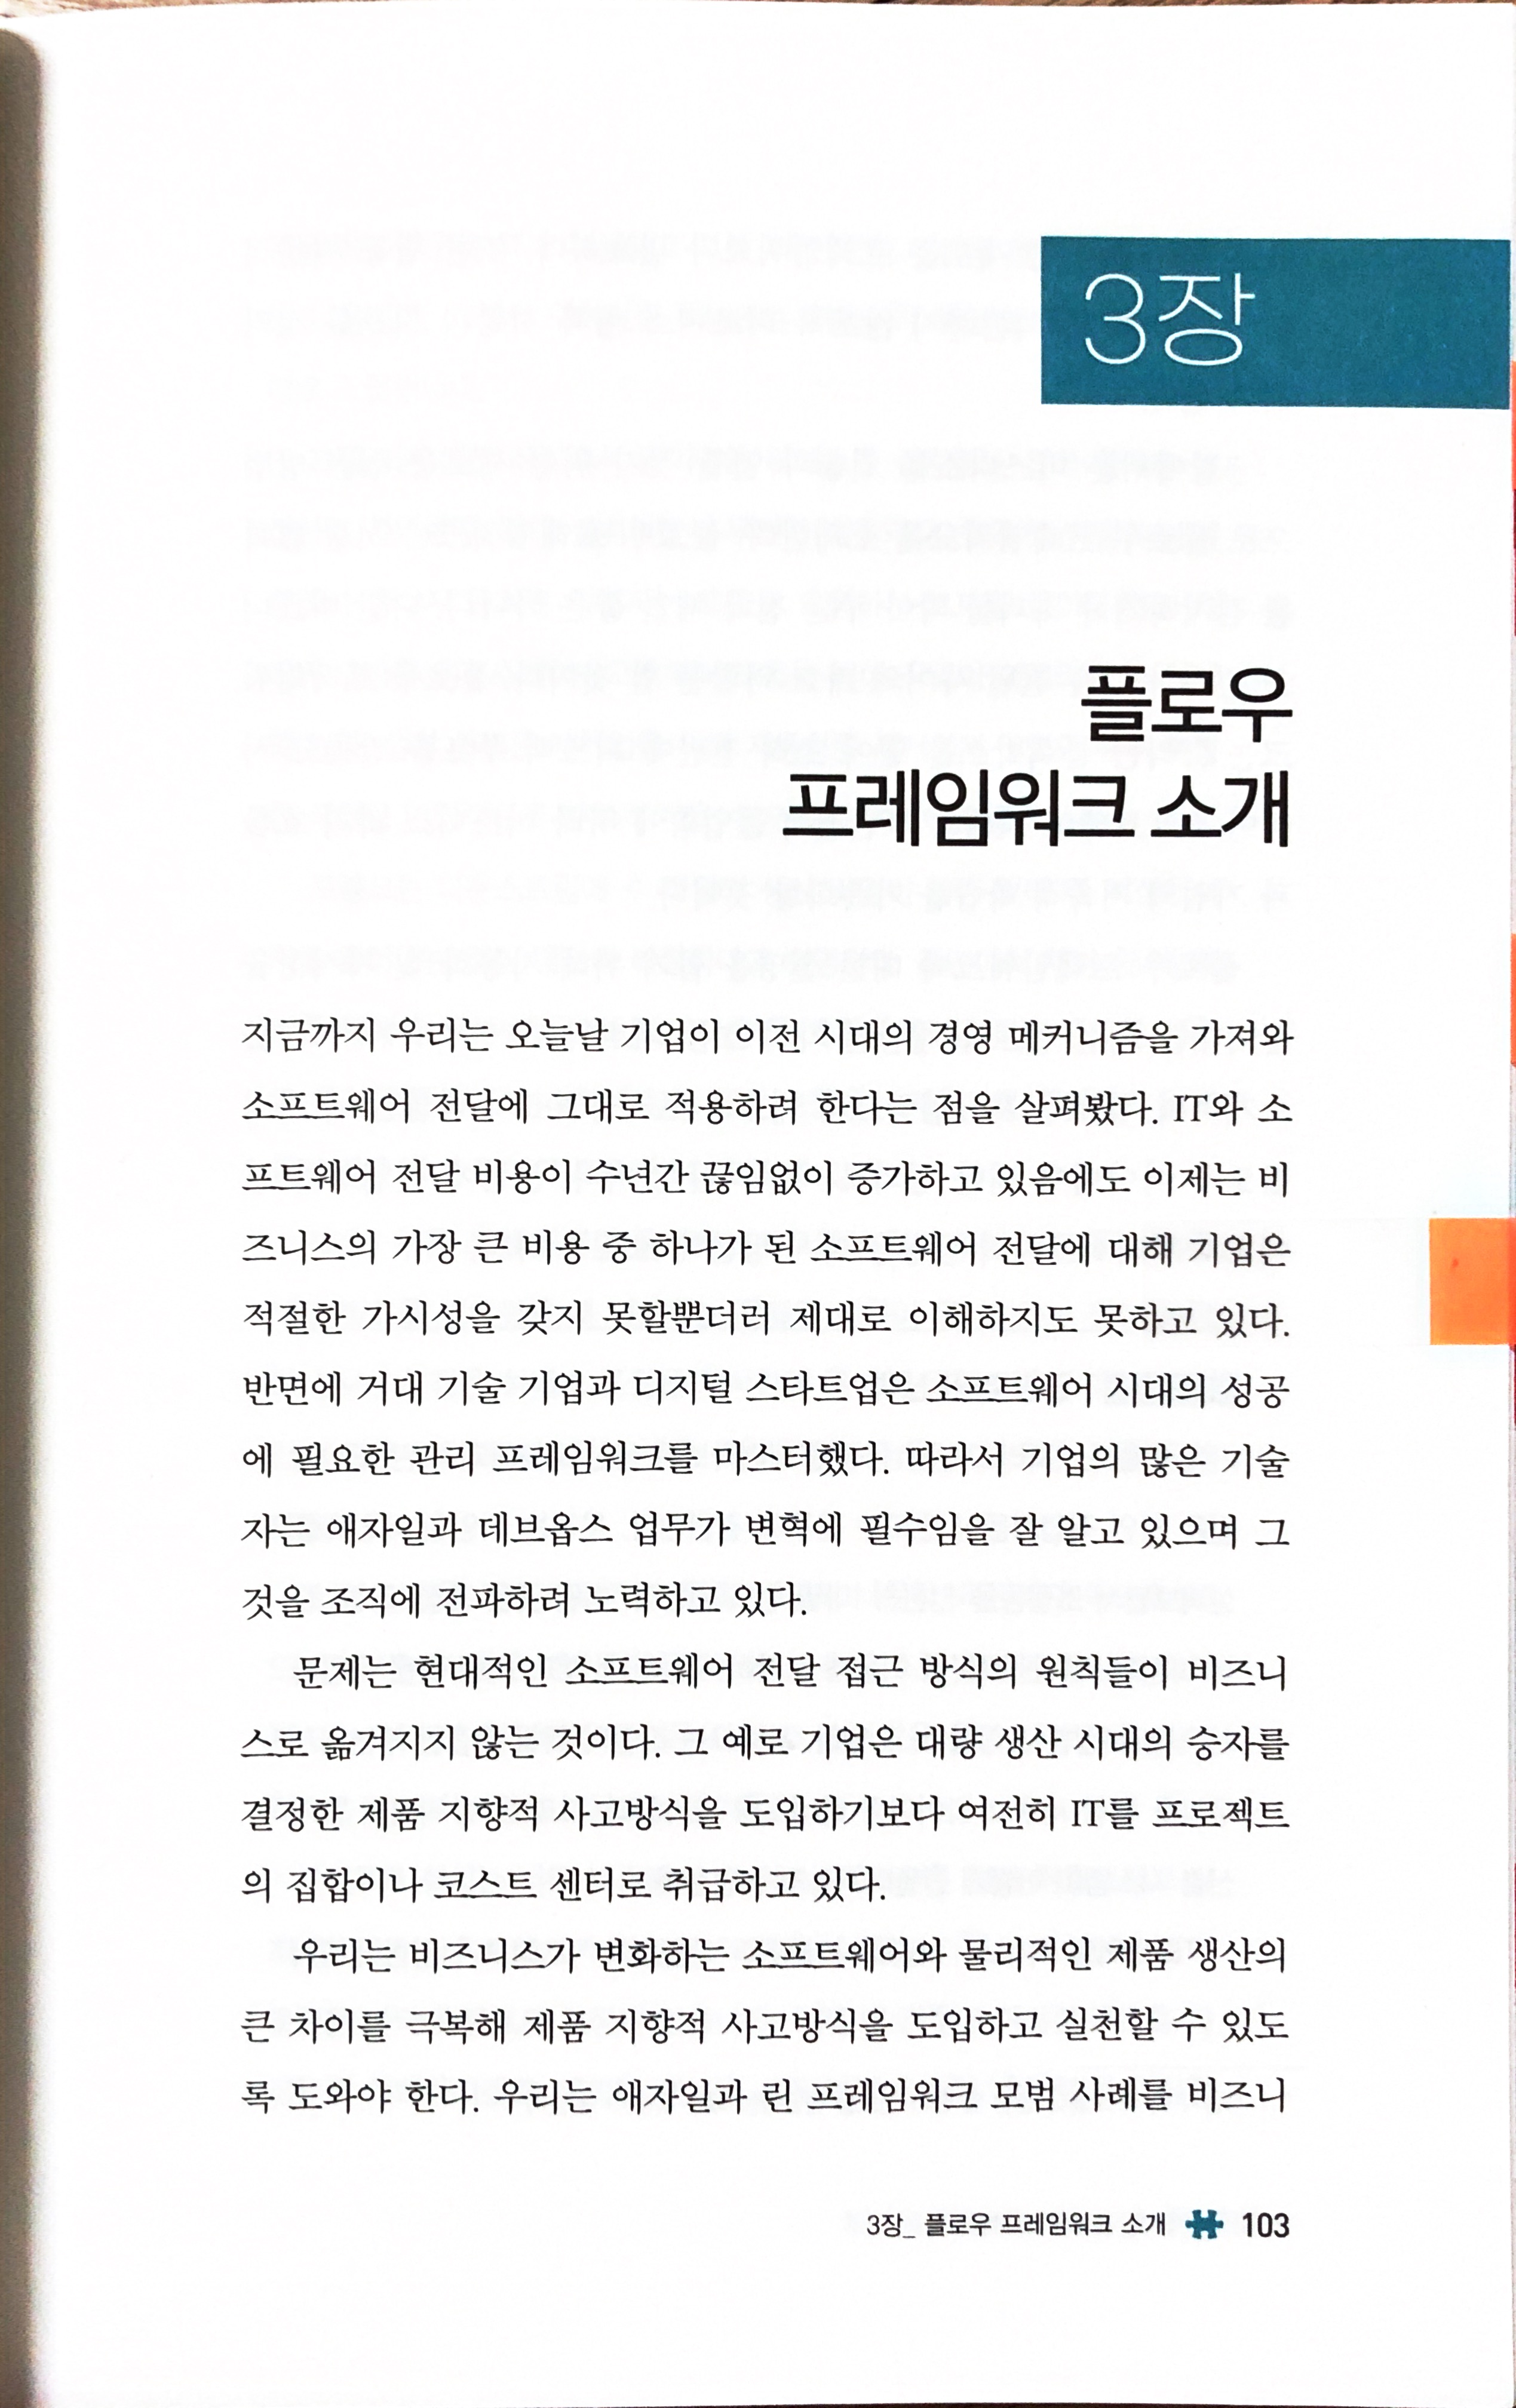 3장
플로우
프레임워크 소개
지금까지 우리는 오늘날 기업이 이전 시대의 경영 메커니즘을 가져와
소프트웨어 전달에 그대로 적용하려 한다는 점을 살펴봤다. IT와 소
프트웨어 전달 비용이 수년간 끊임없이 증가하고 있음에도 이제는 비
즈니스의 가장 큰 비용 중 하나가 된 소프트웨어 전달에 대해 기업은
적절한 가시성을 갖지 못할뿐더러 제대로 이해하지도 못하고 있다.
반면에 거대 기술 기업과 디지털 스타트업은 소프트웨어 시대의 성공
에 필요한 관리 프레임워크를 마스터했다. 따라서 기업의 많은 기술
자는 애자일과 데브옵스 업무가 변혁에 필수임을 잘 알고 있으며 그
것을 조직에 전파하려 노력하고 있다.
문제는 현대적인 소프트웨어 전달 접근 방식의 원칙들이 비즈니
스로 옮겨지지 않는 것이다. 그 예로 기업은 대량 생산 시대의 승자를
결정한 제품 지향적 사고방식을 도입하기보다 여전히 IT를 프로젝트
의 집합이나 코스트 센터로 취급하고 있다.
우리는 비즈니스가 변화하는 소프트웨어와 물리적인 제품 생산의
큰 차이를 극복해 제품 지향적 사고방식을 도입하고 실천할 수 있도
록 도와야 한다. 우리는 애자일과 린 프레임워크 모범 사례를 비즈니
3장_ 플로우 프레임워크 소개 103